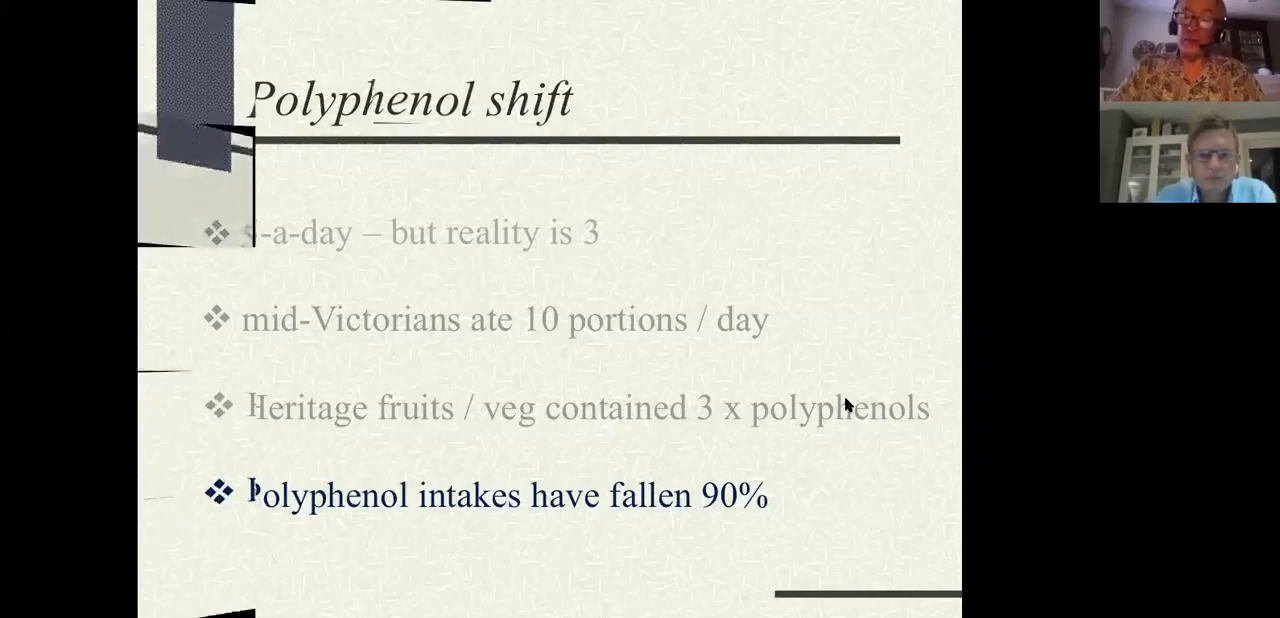 Polyphenol shift
❖ 5-a-day – but reality is 3
❖ mid-Victorians ate 10 portions / day
❖ Heritage fruits / veg contained 3 x polyphenols
❖ Polyphenol intakes have fallen 90%